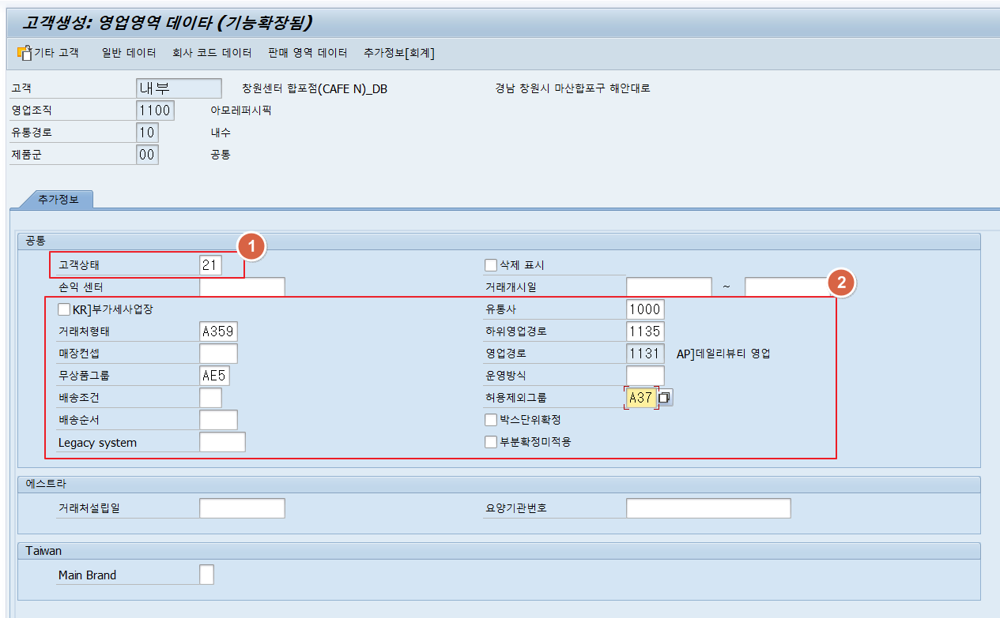 고객생성: 영업영역 데이타 (기능확장됨)
기타 고객 일반 데이터 회사 코드 데이터 판매 영역 데이터 추가정보[회계]
고객 내부 창원센터 합포점(CAFE N)_DB 경남 창원시 마산합포구 해안대로
영업조직 1100 아모레퍼시픽
유통경로 10 내수
제품군 00 공통
추가정보
공통
1
고객상태 21 삭제 표시
손익 센터 거래개시일 ~ 2
KR]부가세사업장 유통사 1000
거래처형태 A359 하위영업경로 1135
매장컨셉 영업경로 1131 AP]데일리뷰티 영업
무상품그룹 AE5 운영방식
배송조건 허용제외그룹 A37
배송순서 박스단위확정
Legacy system 부분확정미적용
에스트라
거래처설립일 요양기관번호
Taiwan
Main Brand